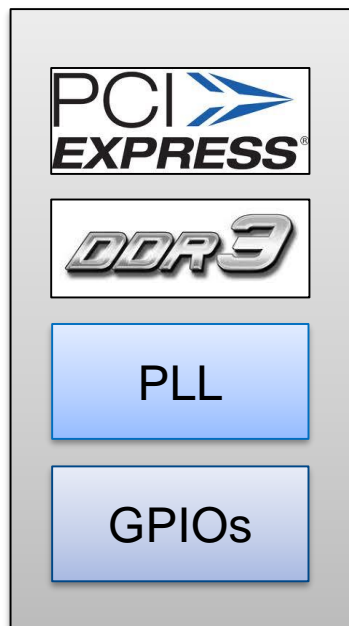 PCI
EXPRESS®
DDR3
PLL
GPIOs